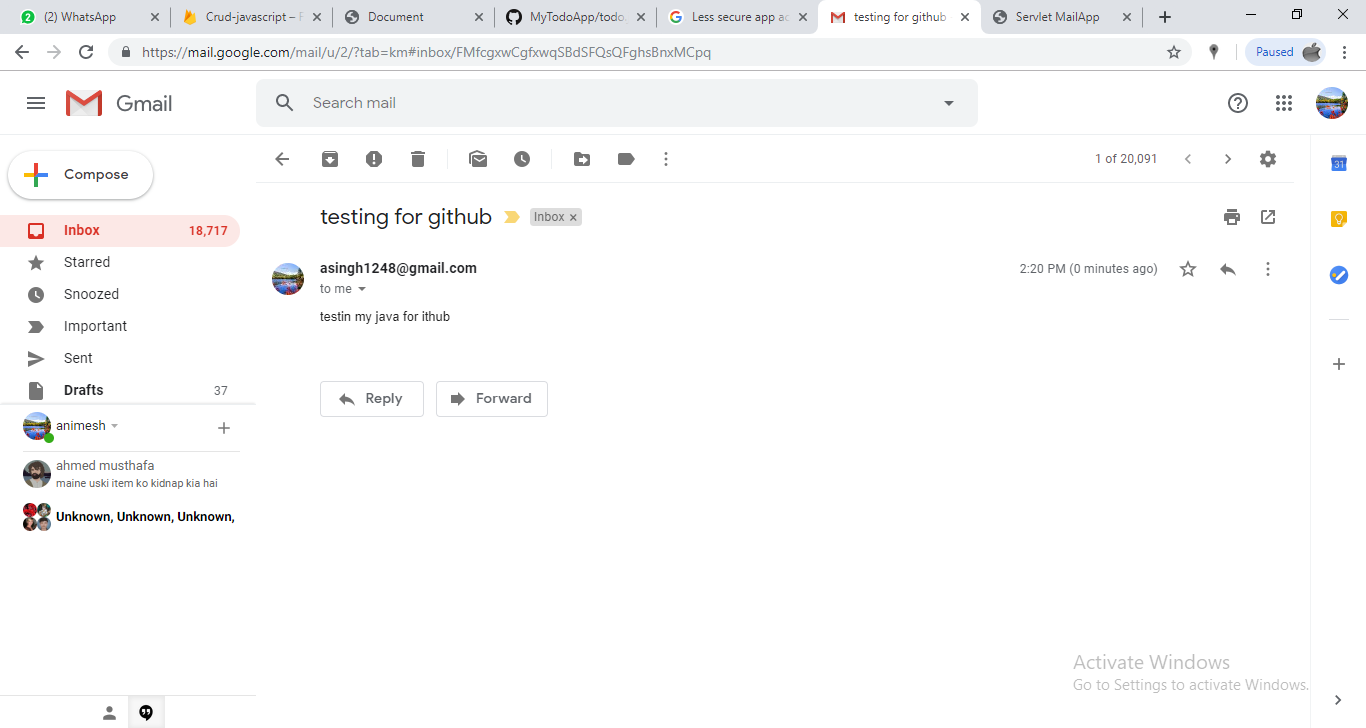 (2) WhatsApp
Crud-javascript – F
Document
MyTodoApp/todo.
Less secure app ac
testing for github
Servlet MailApp
https://mail.google.com/mail/u/2/?tab=km#inbox/FMfcgxwCgfxwqSBdSFQsQFghsBnxMCpq
Paused
Gmail
Search mail
Compose
1 of 20,091
31
testing for github
Inbox x
Inbox 18,717
Starred
Snoozed
Important
Sent
Drafts 37
asingh1248@gmail.com
2:20 PM (0 minutes ago)
to me
testin my java for ithub
Reply
Forward
animesh
ahmed musthafa
maine uski item ko kidnap kia hai
Unknown, Unknown, Unknown,
Activate Windows
Go to Settings to activate Windows.